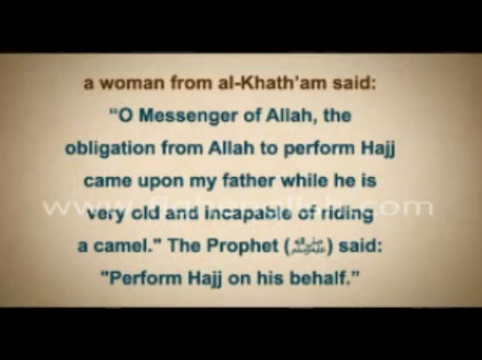 a woman from al-Khath'am said:
“O Messenger of Allah, the
obligation from Allah to perform Hajj
came upon my father while he is
very old and incapable of riding
a camel." The Prophet (ﷺ) said:
"Perform Hajj on his behalf.”